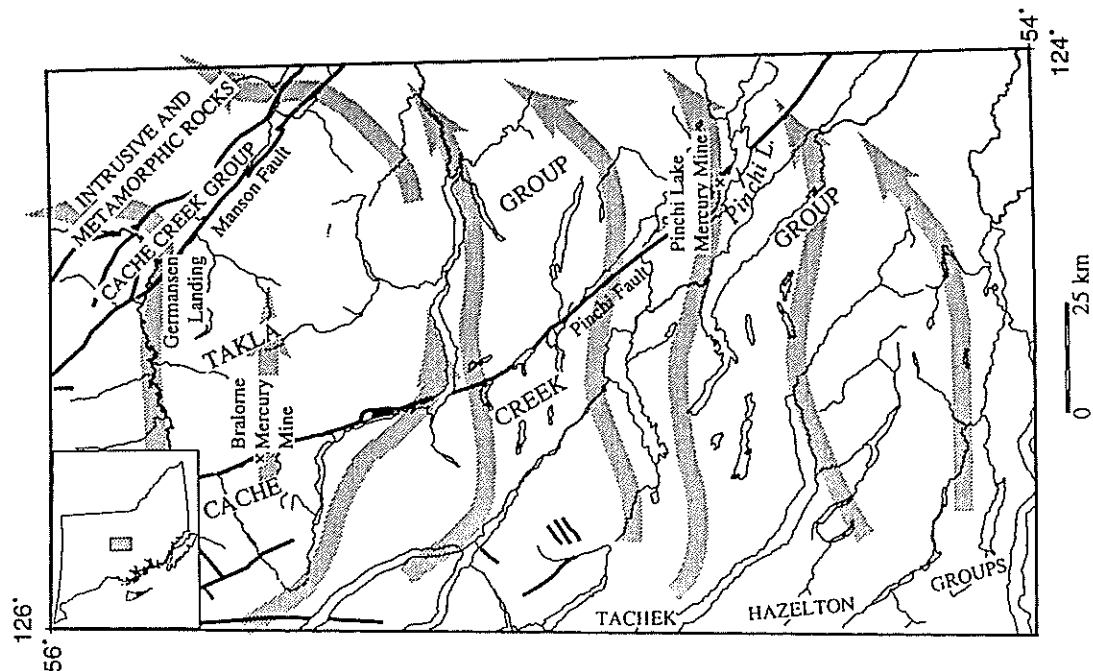 126°
56°
INTRUSIVE AND
METAMORPHIC ROCKS
CACHE CREEK GROUP
Manson Fault
Germansen
Landing
TAKLA
GROUP
Bralorne
Mercury
Mine
x
CACHE
CREEK
GROUP
Pinchi Fault
Pinchi Lake
Mercury Mine
x
Pinchi L.
TACHEK
HAZELTON
GROUPS
54°
124°
0 25 km